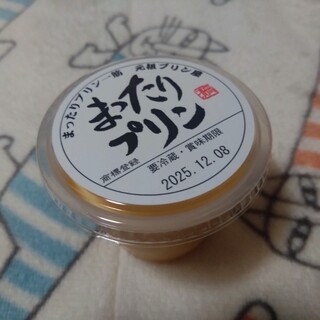 まったりプリン一筋 元祖プリン屋
まったり
プリン
商標登録
要冷蔵・賞味期限
2025.12.08